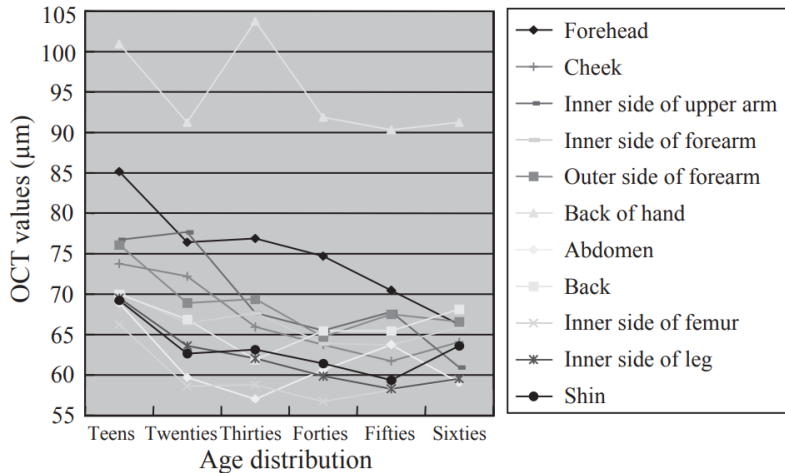 OCT values (μm)
105
100
95
90
85
80
75
70
65
60
55
Teens Twenties Thirties Forties Fifties Sixties
Age distribution
Forehead
Cheek
Inner side of upper arm
Inner side of forearm
Outer side of forearm
Back of hand
Abdomen
Back
Inner side of femur
Inner side of leg
Shin